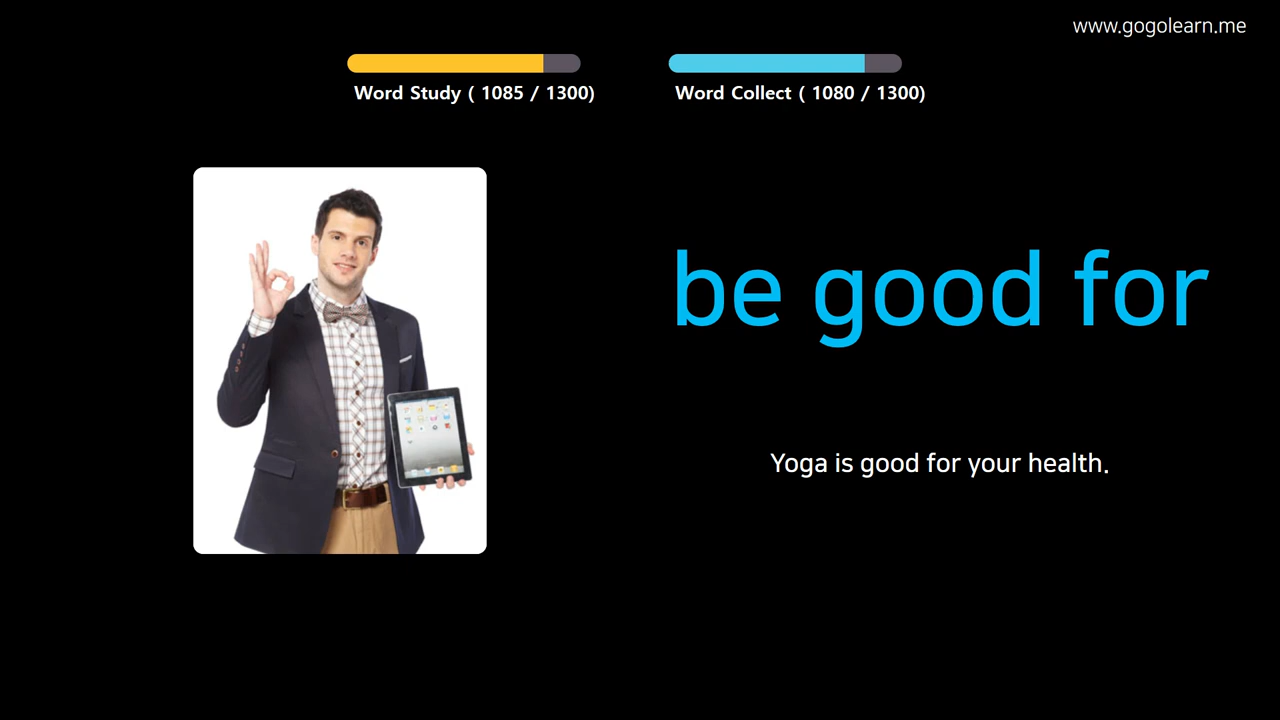 www.gogolearn.me
Word Study ( 1085 / 1300)
Word Collect ( 1080 / 1300)
be good for
Yoga is good for your health.